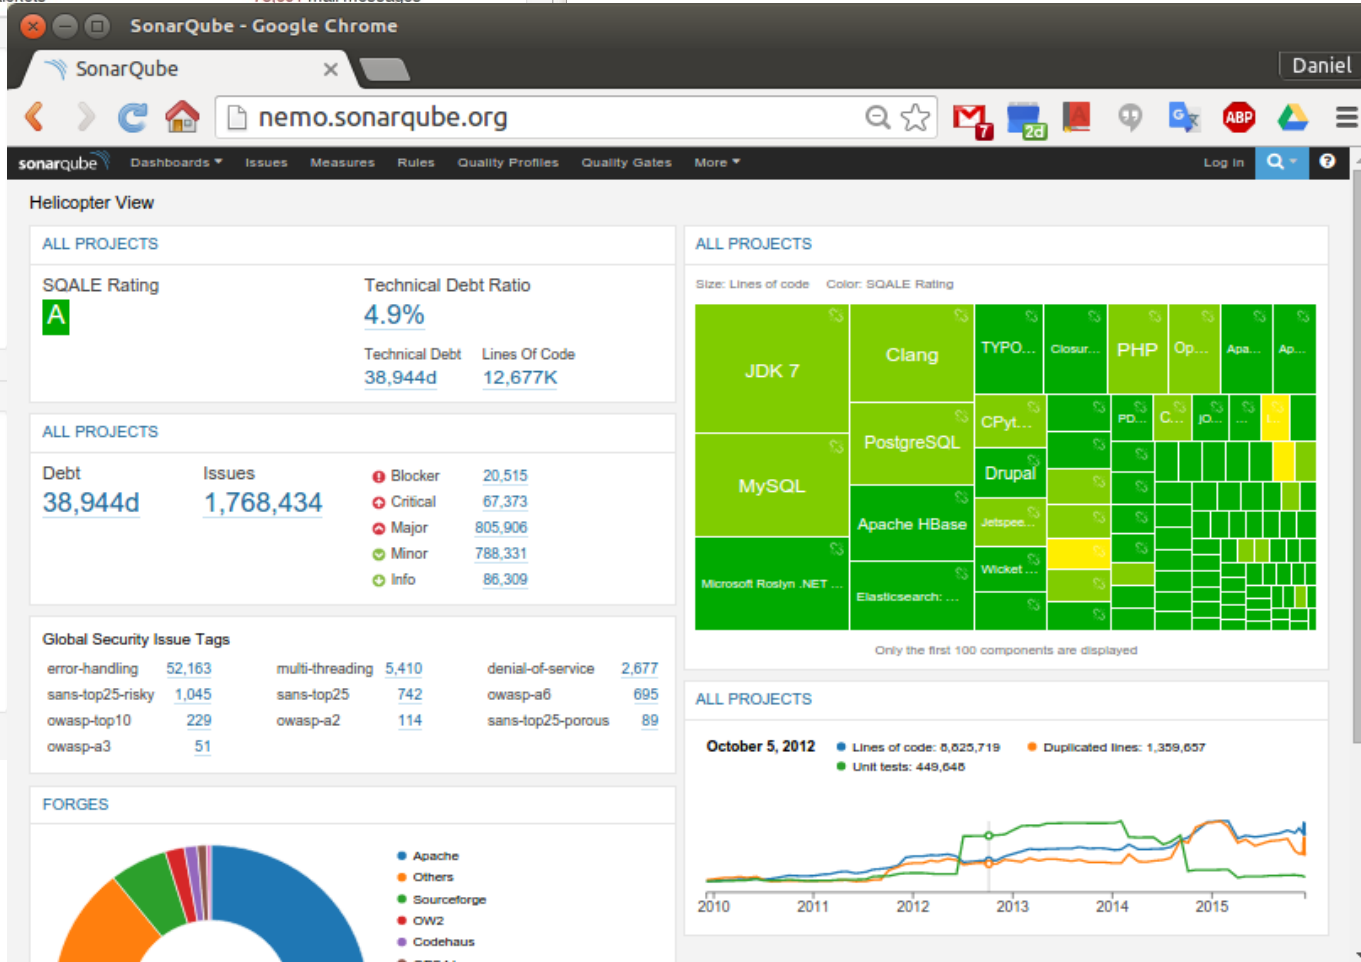 SonarQube - Google Chrome
SonarQube
Daniel
nemo.sonarqube.org
7
2d
ABP
sonarqube Dashboards Issues Measures Rules Quality Profiles Quality Gates More Log in
Helicopter View
ALL PROJECTS
SQALE Rating
A
Technical Debt Ratio
4.9%
Technical Debt Lines Of Code
38,944d 12,677K
ALL PROJECTS
Debt Issues
38,944d 1,768,434
Blocker 20,515
Critical 67,373
Major 805,906
Minor 788,331
Info 86,309
Global Security Issue Tags
error-handling 52,163 multi-threading 5,410 denial-of-service 2,677
sans-top25-risky 1,045 sans-top25 742 owasp-a6 695
owasp-top10 229 owasp-a2 114 sans-top25-porous 89
owasp-a3 51
FORGES
Apache
Others
Sourceforge
OW2
Codehaus
ALL PROJECTS
Size: Lines of code Color: SQALE Rating
JDK 7
MySQL
Microsoft Roslyn .NET ...
Clang
PostgreSQL
Apache HBase
Elasticsearch: ...
TYPO... Closur... PHP Op... Apa... Ap...
CPyt... PD... C... jO... ...
Drupal
Jetspee...
Wicket ...
Only the first 100 components are displayed
ALL PROJECTS
October 5, 2012 Lines of code: 8,825,719 Duplicated lines: 1,359,657
Unit tests: 449,648
2010 2011 2012 2013 2014 2015